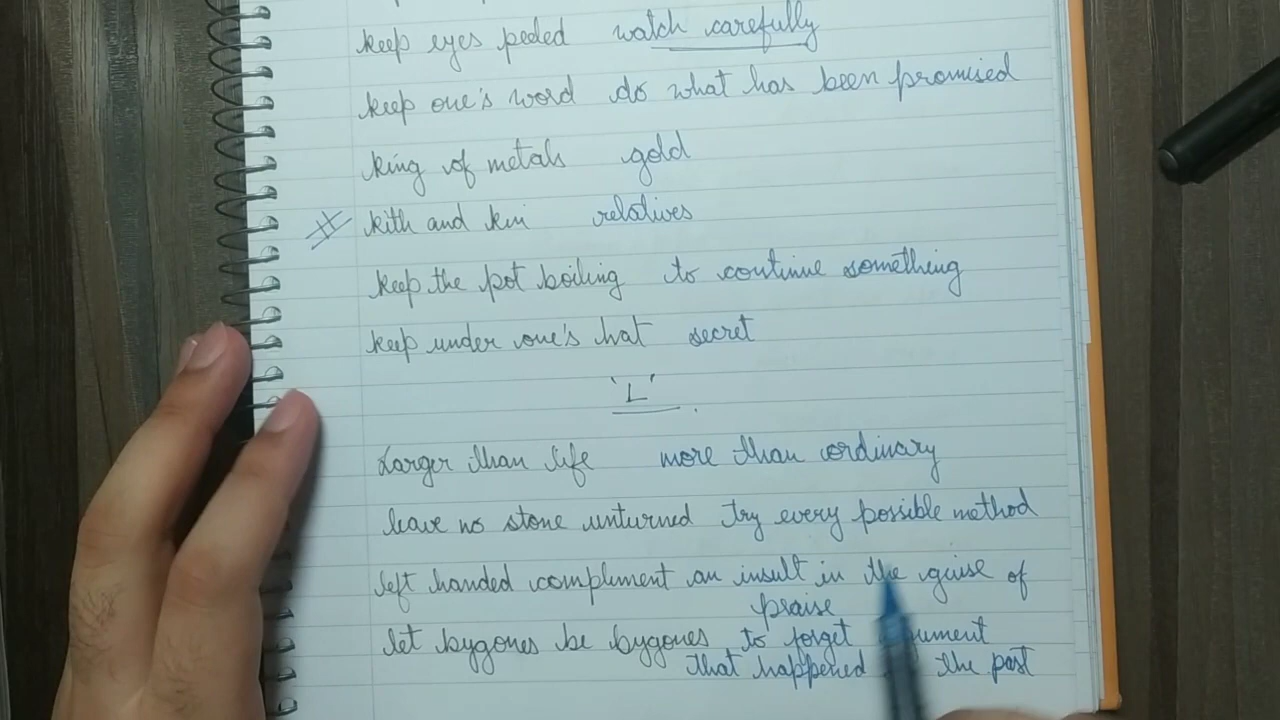 keep eyes peeled watch carefully
keep one's word do what has been promised
king of metals gold
# kith and kin relatives
keep the pot boiling to continue something
keep under one's hat secret
'L'
Larger than life more than ordinary
leave no stone unturned try every possible method
left handed compliment an insult in the guise of
praise
let bygones be bygones to forget
that happened the past